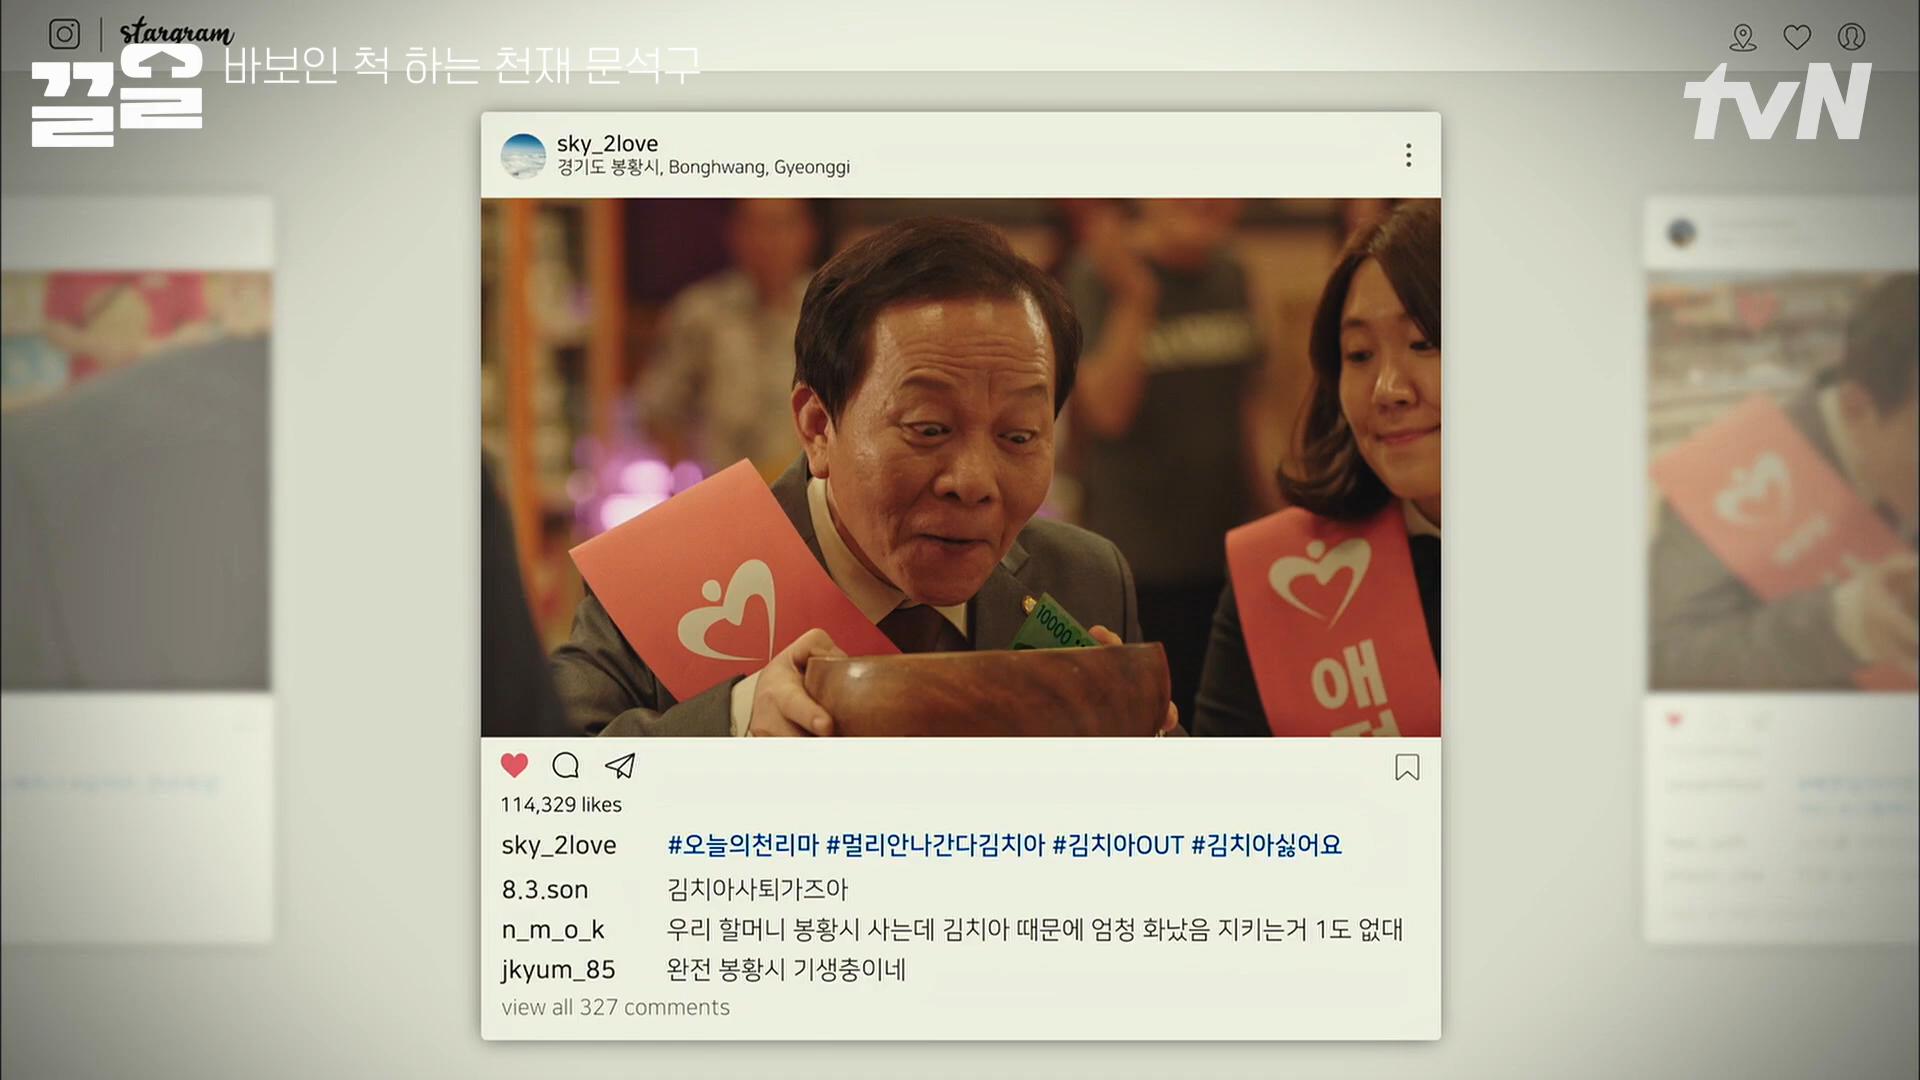 stargram
끌올 바보인 척 하는 천재 문석구
tvN
sky_2love
경기도 봉황시, Bonghwang, Gyeonggi
10000
애
114,329 likes
sky_2love #오늘의천리마 #멀리안나간다김치아 #김치아OUT #김치아싫어요
8.3.son 김치아사퇴가즈아
n_m_o_k 우리 할머니 봉황시 사는데 김치아 때문에 엄청 화났음 지키는거 1도 없대
jkyum_85 완전 봉황시 기생충이네
view all 327 comments